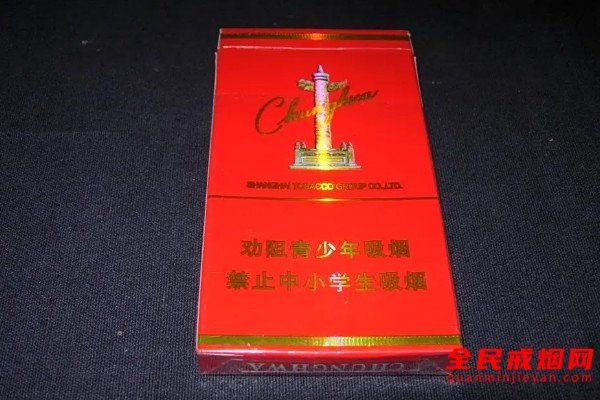 Chunghwa
SHANGHAI TOBACCO GROUP CO.,LTD.
劝阻青少年吸烟
禁止中小学生吸烟
CHUNGHWA
全民戒烟网
quanminjieyan.com